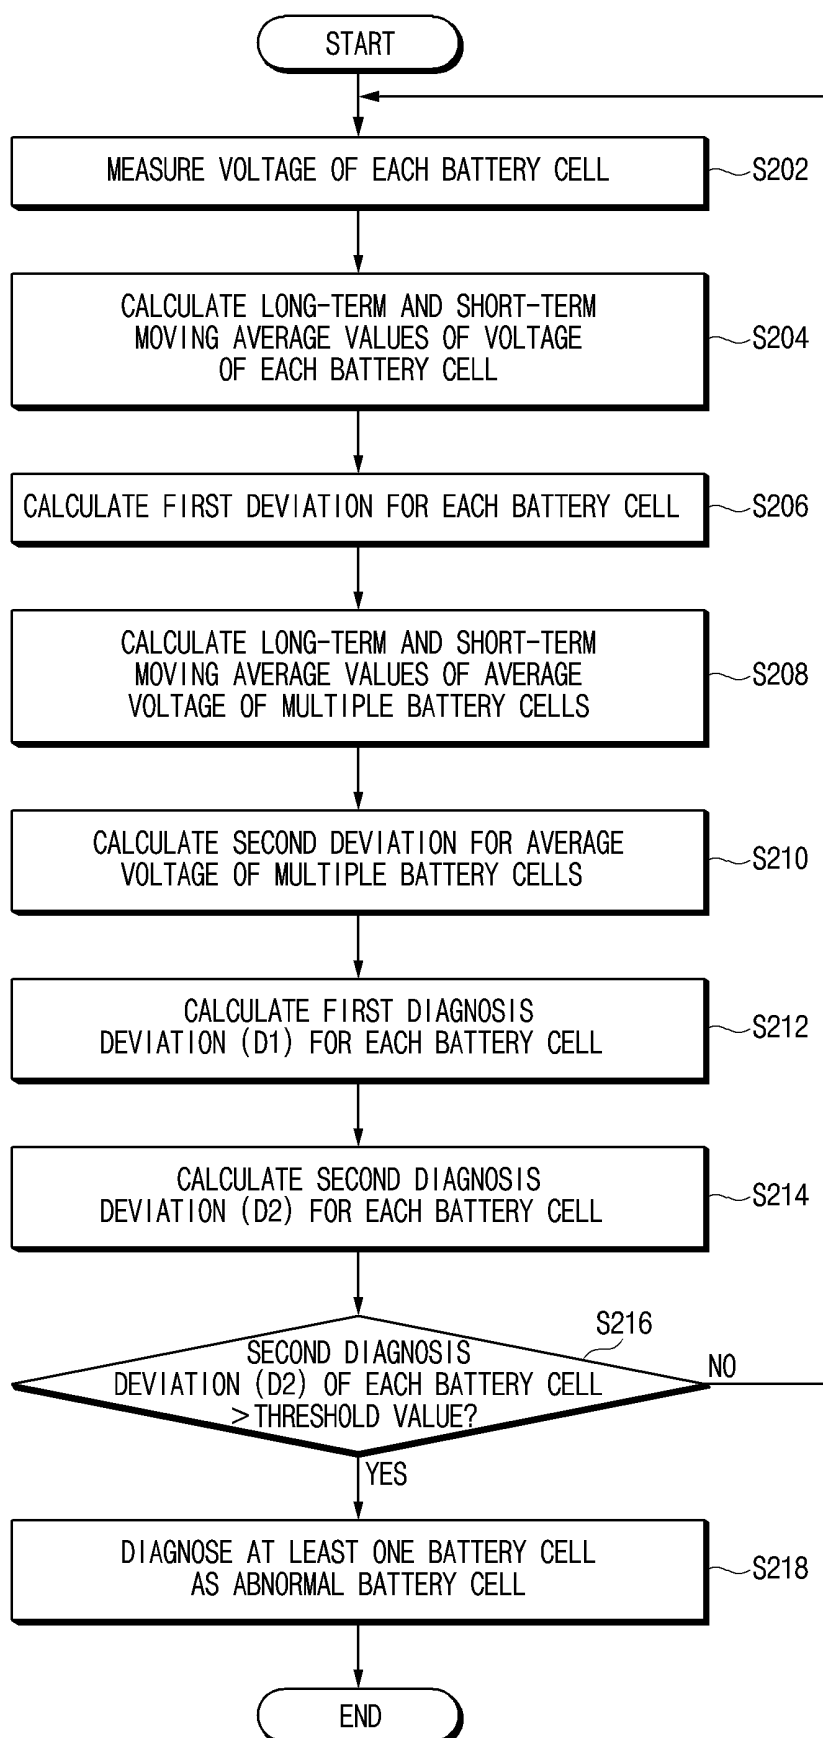 START
MEASURE VOLTAGE OF EACH BATTERY CELL
S202
CALCULATE LONG-TERM AND SHORT-TERM
MOVING AVERAGE VALUES OF VOLTAGE
OF EACH BATTERY CELL
S204
CALCULATE FIRST DEVIATION FOR EACH BATTERY CELL
S206
CALCULATE LONG-TERM AND SHORT-TERM
MOVING AVERAGE VALUES OF AVERAGE
VOLTAGE OF MULTIPLE BATTERY CELLS
S208
CALCULATE SECOND DEVIATION FOR AVERAGE
VOLTAGE OF MULTIPLE BATTERY CELLS
S210
CALCULATE FIRST DIAGNOSIS
DEVIATION (D1) FOR EACH BATTERY CELL
S212
CALCULATE SECOND DIAGNOSIS
DEVIATION (D2) FOR EACH BATTERY CELL
S214
S216
SECOND DIAGNOSIS
DEVIATION (D2) OF EACH BATTERY CELL
>THRESHOLD VALUE?
NO
YES
DIAGNOSE AT LEAST ONE BATTERY CELL
AS ABNORMAL BATTERY CELL
S218
END